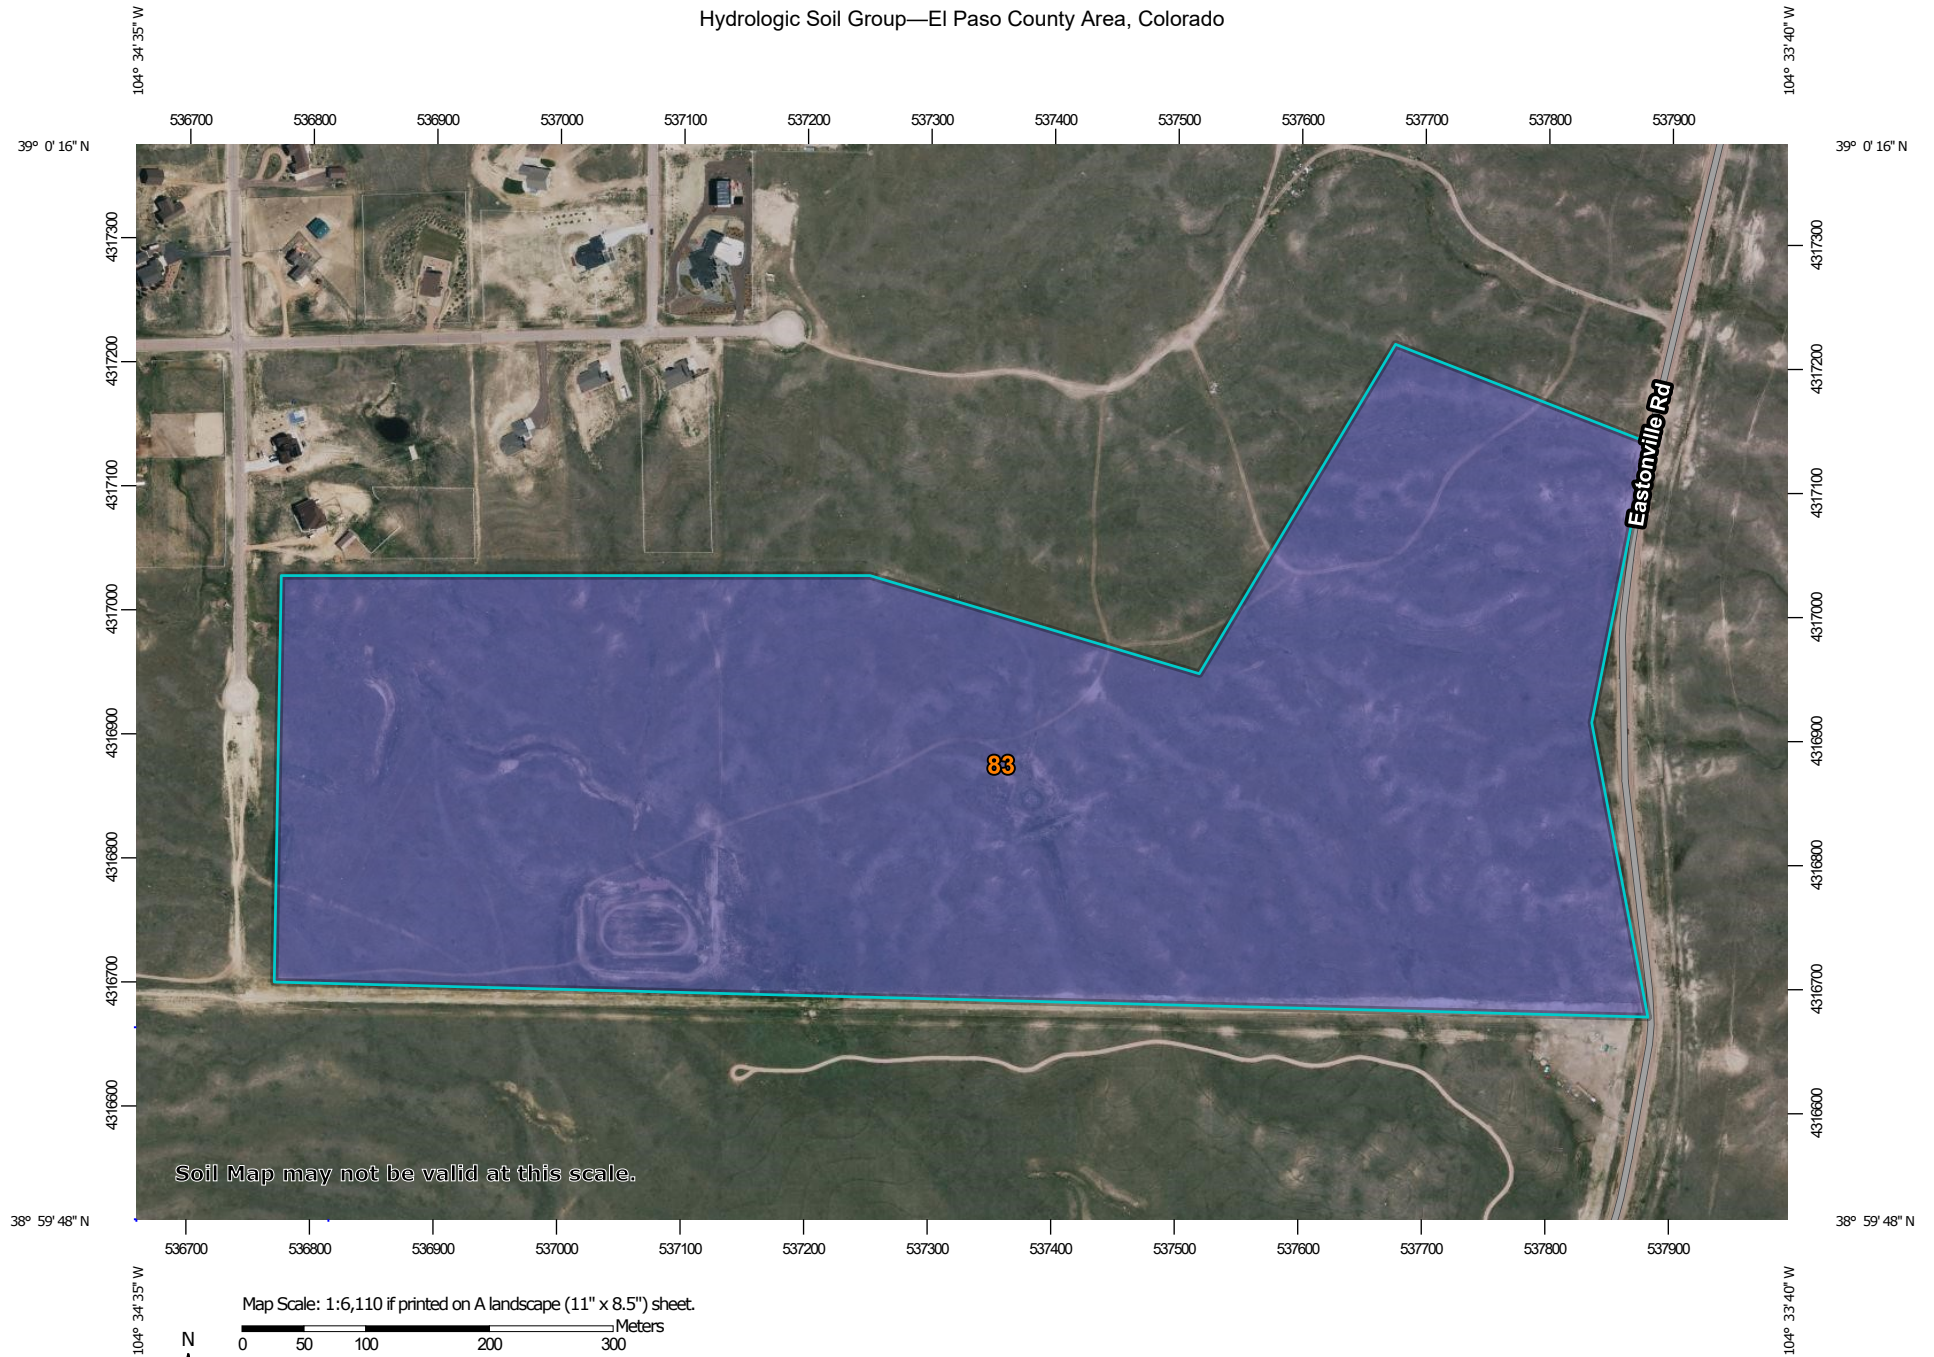 Hydrologic Soil Group—El Paso County Area, Colorado
104° 34' 35" W
104° 33' 40" W
536700 536800 536900 537000 537100 537200 537300 537400 537500 537600 537700 537800 537900
39° 0' 16" N
39° 0' 16" N
4317300
4317300
4317200
4317200
Eastonville Rd
4317100
4317100
4317000
4317000
4316900
4316900
83
4316800
4316800
4316700
4316700
4316600
4316600
Soil Map may not be valid at this scale.
38° 59' 48" N
38° 59' 48" N
536700 536800 536900 537000 537100 537200 537300 537400 537500 537600 537700 537800 537900
104° 34' 35" W
104° 33' 40" W
Map Scale: 1:6,110 if printed on A landscape (11" x 8.5") sheet.
Meters
N
0 50 100 200 300